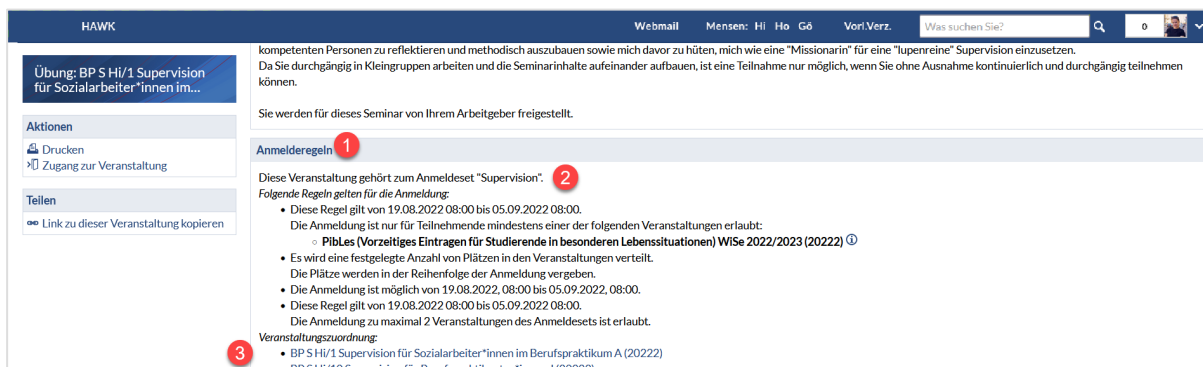 HAWK
Webmail Mensen: Hi Ho Gö Vorl.Verz. Was suchen Sie? 0
Übung: BP S Hi/1 Supervision
für Sozialarbeiter*innen im...
Aktionen
Drucken
Zugang zur Veranstaltung
Teilen
Link zu dieser Veranstaltung kopieren
kompetenten Personen zu reflektieren und methodisch auszubauen sowie mich davor zu hüten, mich wie eine "Missionarin" für eine "lupenreine" Supervision einzusetzen.
Da Sie durchgängig in Kleingruppen arbeiten und die Seminarinhalte aufeinander aufbauen, ist eine Teilnahme nur möglich, wenn Sie ohne Ausnahme kontinuierlich und durchgängig teilnehmen
können.
Sie werden für dieses Seminar von Ihrem Arbeitgeber freigestellt.
Anmelderegeln 1
Diese Veranstaltung gehört zum Anmeldeset "Supervision". 2
Folgende Regeln gelten für die Anmeldung:
• Diese Regel gilt von 19.08.2022 08:00 bis 05.09.2022 08:00.
Die Anmeldung ist nur für Teilnehmende mindestens einer der folgenden Veranstaltungen erlaubt:
◦ PibLes (Vorzeitiges Eintragen für Studierende in besonderen Lebenssituationen) WiSe 2022/2023 (20222)
• Es wird eine festgelegte Anzahl von Plätzen in den Veranstaltungen verteilt.
Die Plätze werden in der Reihenfolge der Anmeldung vergeben.
• Die Anmeldung ist möglich von 19.08.2022, 08:00 bis 05.09.2022, 08:00.
• Diese Regel gilt von 19.08.2022 08:00 bis 05.09.2022 08:00.
Die Anmeldung zu maximal 2 Veranstaltungen des Anmeldesets ist erlaubt.
Veranstaltungszuordnung:
3 • BP S Hi/1 Supervision für Sozialarbeiter*innen im Berufspraktikum A (20222)